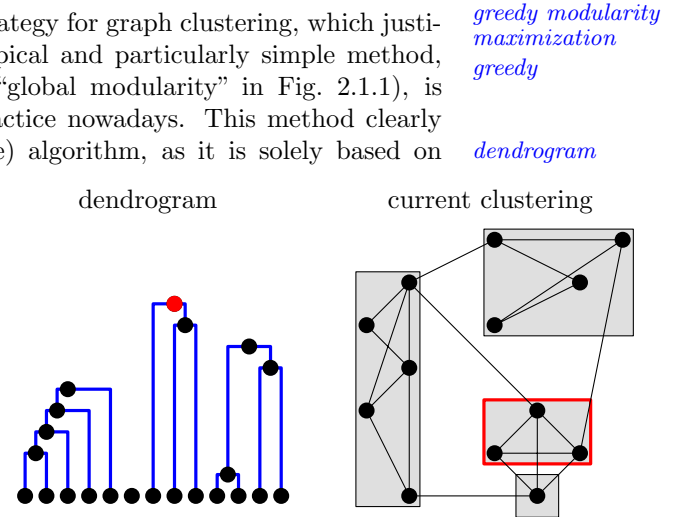 ategy for graph clustering, which justi-
pical and particularly simple method,
“global modularity” in Fig. 2.1.1), is
actice nowadays. This method clearly
e) algorithm, as it is solely based on
greedy modularity
maximization
greedy
dendrogram
dendrogram
current clustering